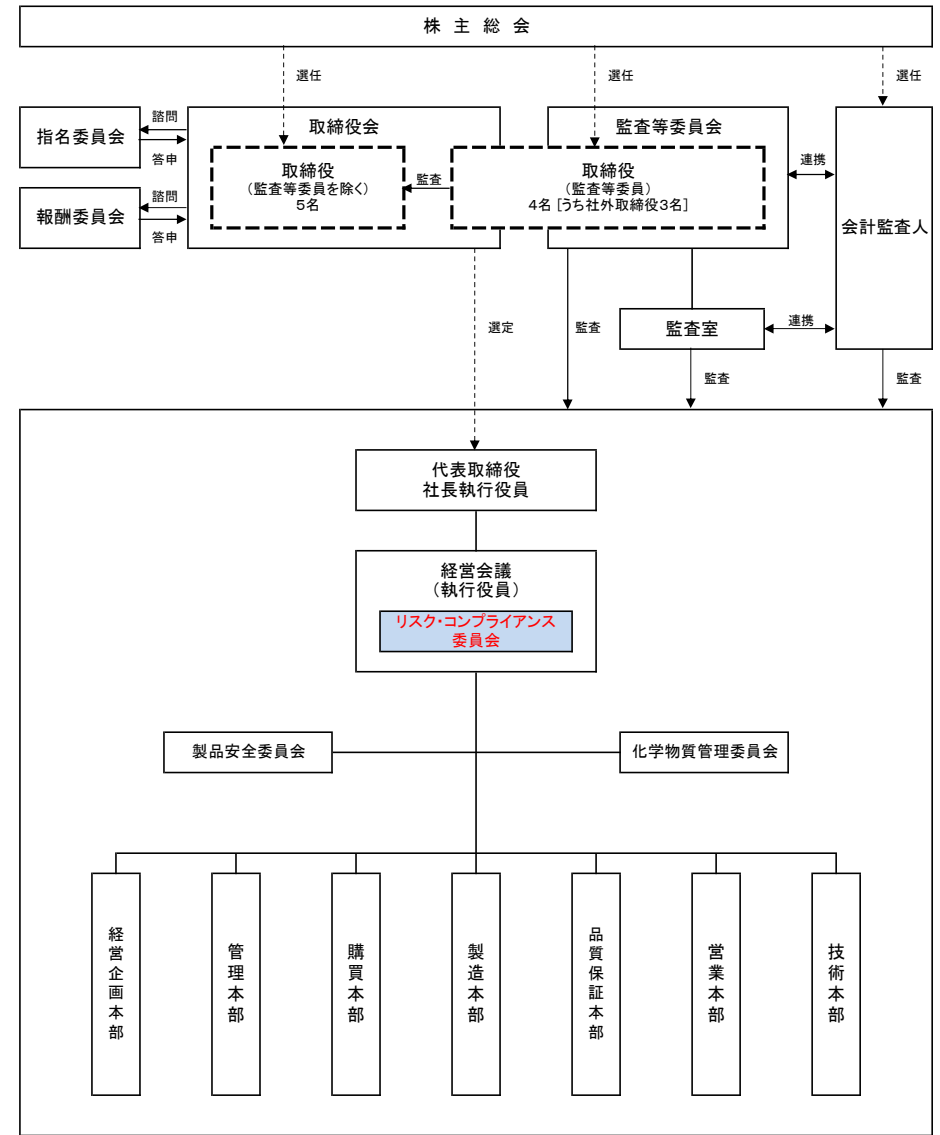 株主総会
選任
選任
選任
指名委員会
諮問
答申
報酬委員会
諮問
答申
取締役会
取締役
(監査等委員を除く)
5名
監査
監査等委員会
取締役
(監査等委員)
4名 [うち社外取締役3名]
連携
会計監査人
監査室
連携
選定
監査
監査
監査
代表取締役
社長執行役員
経営会議
(執行役員)
リスク・コンプライアンス
委員会
製品安全委員会
化学物質管理委員会
経営企画本部
管理本部
購買本部
製造本部
品質保証本部
営業本部
技術本部